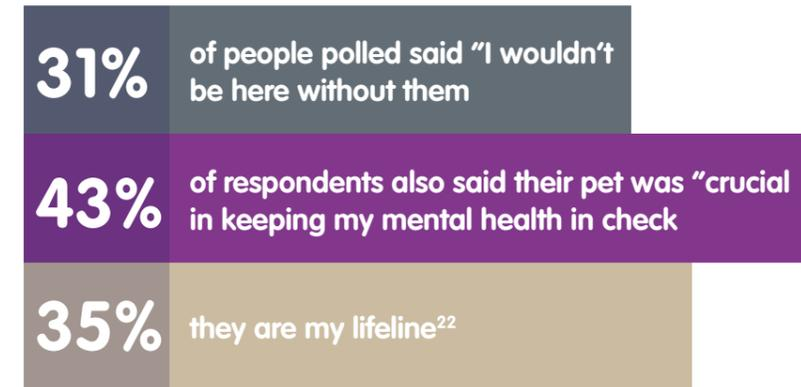 31%
of people polled said "I wouldn't
be here without them
43%
of respondents also said their pet was "crucial
in keeping my mental health in check
35%
they are my lifeline²²